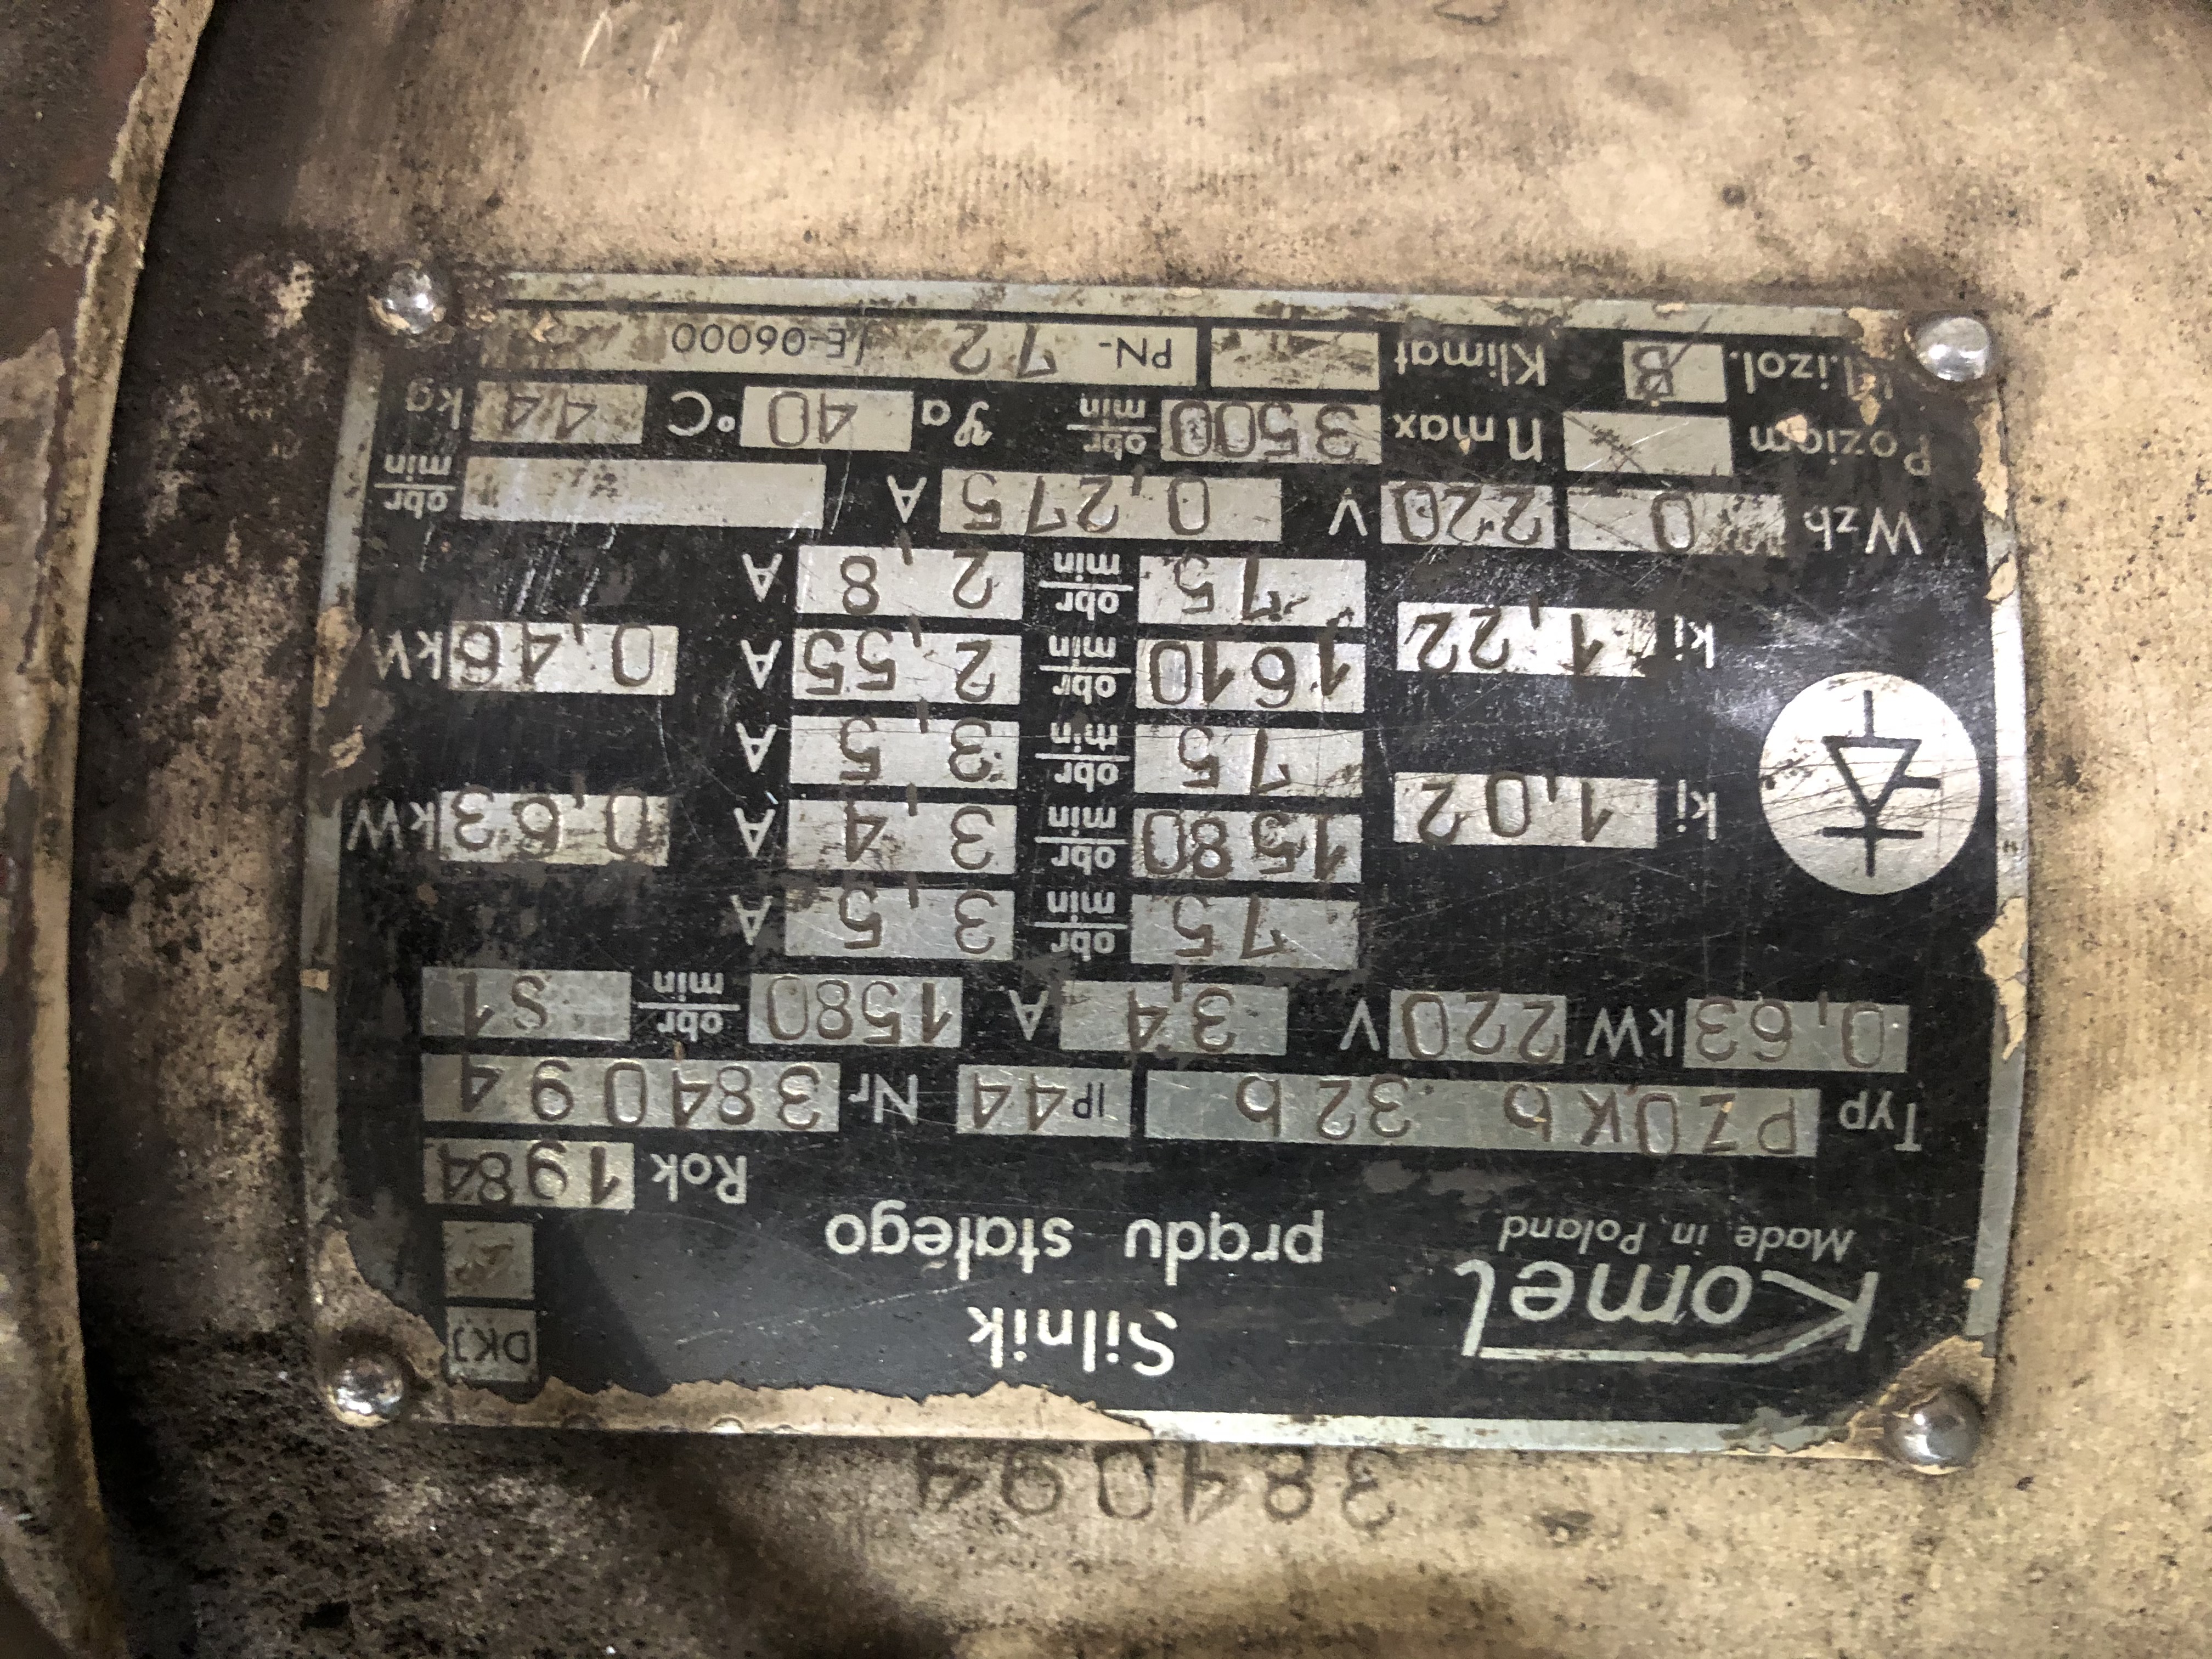 DKJ
Komel
Made in Poland
Silnik
prądu stałego
Rok 1984
Typ PZOKb 32b IP44 Nr 384094
0,63 kW 220 V 3,4 A 1580 obr/min S1
75 obr/min 3,5 A
ki 1,02 1580 obr/min 3,4 A 0,63 kW
75 obr/min 3,5 A
ki 1,22 1610 obr/min 2,55 A 0,46 kW
75 obr/min 2,8 A
Wzb 0 220 V 0,275 A obr/min
Poziom n max 3500 obr/min ϑa 40 °C 44 kg
Kl.izol. B Klimat PN-72/E-06000
384094